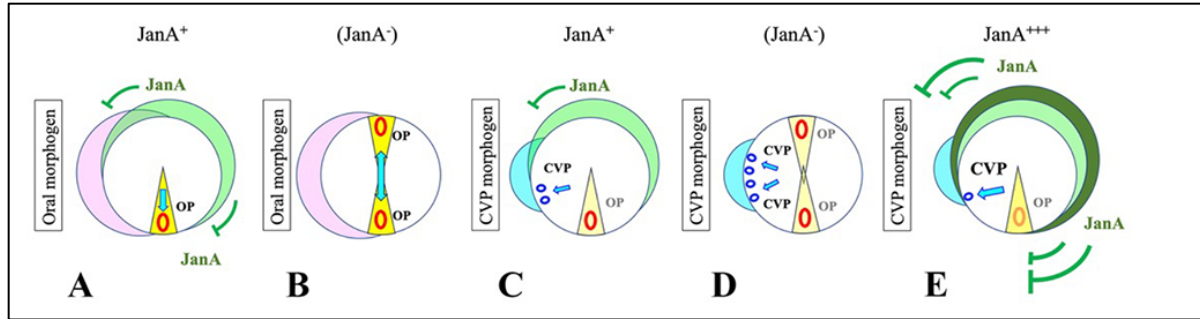 JanA⁺
(JanA⁻)
JanA⁺
(JanA⁻)
JanA⁺⁺⁺
Oral morphogen
JanA
OP
JanA
A
Oral morphogen
OP
OP
B
CVP morphogen
JanA
CVP
OP
C
CVP morphogen
OP
CVP
CVP
OP
D
CVP morphogen
JanA
CVP
OP
JanA
E